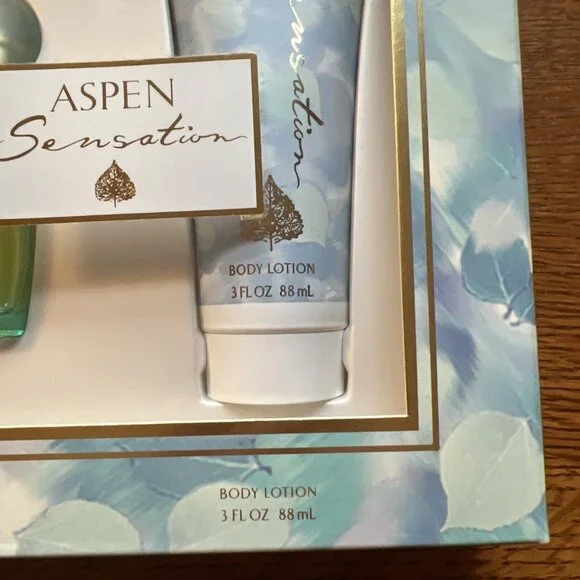 ASPEN
Sensation
BODY LOTION
3 FL OZ 88 mL
BODY LOTION
3 FL OZ 88 mL